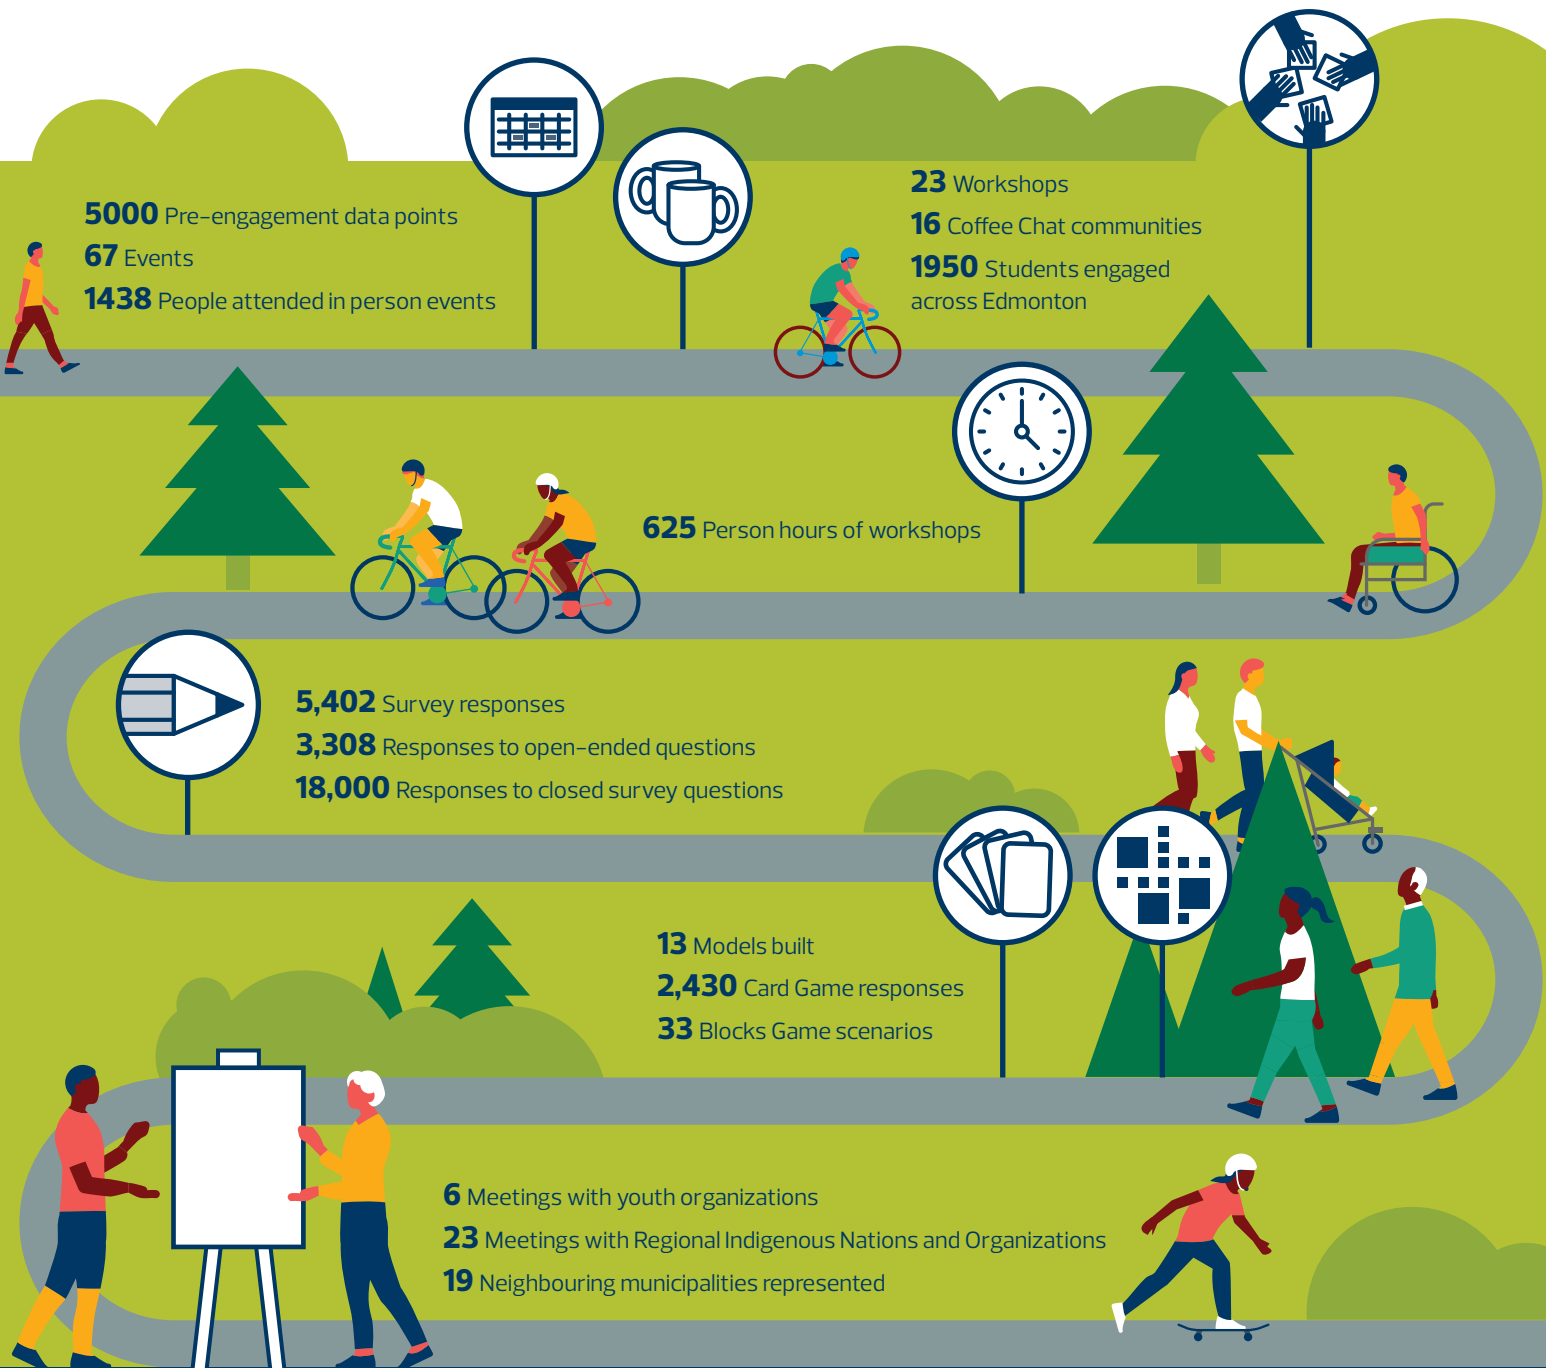 5000 Pre-engagement data points
67 Events
1438 People attended in person events
23 Workshops
16 Coffee Chat communities
1950 Students engaged
across Edmonton
625 Person hours of workshops
5,402 Survey responses
3,308 Responses to open-ended questions
18,000 Responses to closed survey questions
13 Models built
2,430 Card Game responses
33 Blocks Game scenarios
6 Meetings with youth organizations
23 Meetings with Regional Indigenous Nations and Organizations
19 Neighbouring municipalities represented